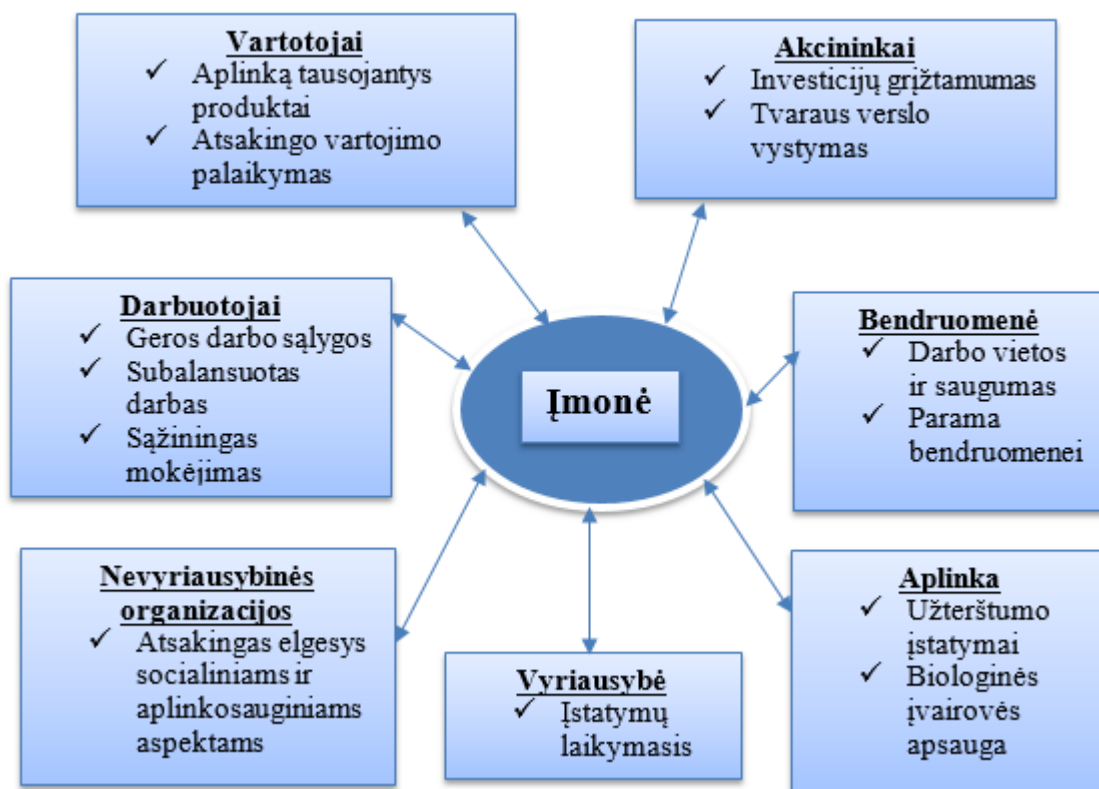 Vartotojai
✓ Aplinką tausojantys
produktai
✓ Atsakingo vartojimo
palaikymas
Akcininkai
✓ Investicijų grįžtamumas
✓ Tvaraus verslo
vystymas
Darbuotojai
✓ Geros darbo sąlygos
✓ Subalansuotas
darbas
✓ Sąžiningas
mokėjimas
Įmonė
Bendruomenė
✓ Darbo vietos
ir saugumas
✓ Parama
bendruomenei
Nevyriausybinės
organizacijos
✓ Atsakingas elgesys
socialiniams ir
aplinkosauginiams
aspektams
Vyriausybė
✓ Įstatymų
laikymasis
Aplinka
✓ Užterštumo
įstatymai
✓ Biologinės
įvairovės
apsauga